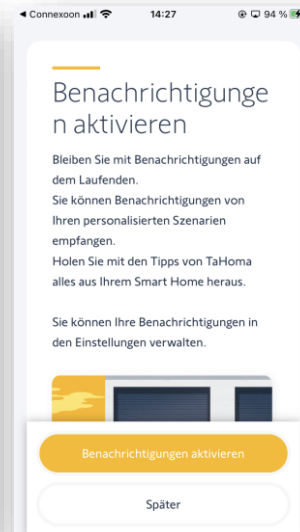 ◀ Connexoon 14:27 94 %
Benachrichtigunge
n aktivieren
Bleiben Sie mit Benachrichtigungen auf
dem Laufenden.
Sie können Benachrichtigungen von
Ihren personalisierten Szenarien
empfangen.
Holen Sie mit den Tipps von TaHoma
alles aus Ihrem Smart Home heraus.
Sie können Ihre Benachrichtigungen in
den Einstellungen verwalten.
Benachrichtigungen aktivieren
Später